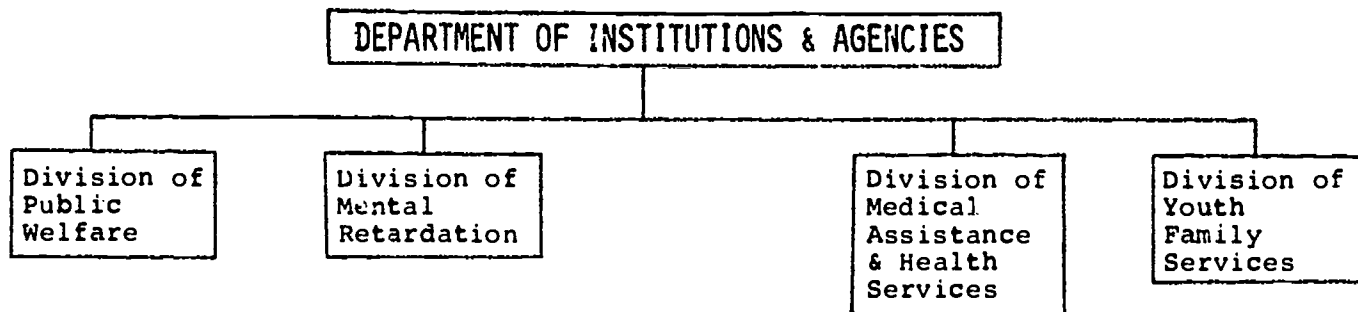 DEPARTMENT OF INSTITUTIONS & AGENCIES
Division of
Public
Welfare
Division of
Mental
Retardation
Division of
Medical
Assistance
& Health
Services
Division of
Youth
Family
Services